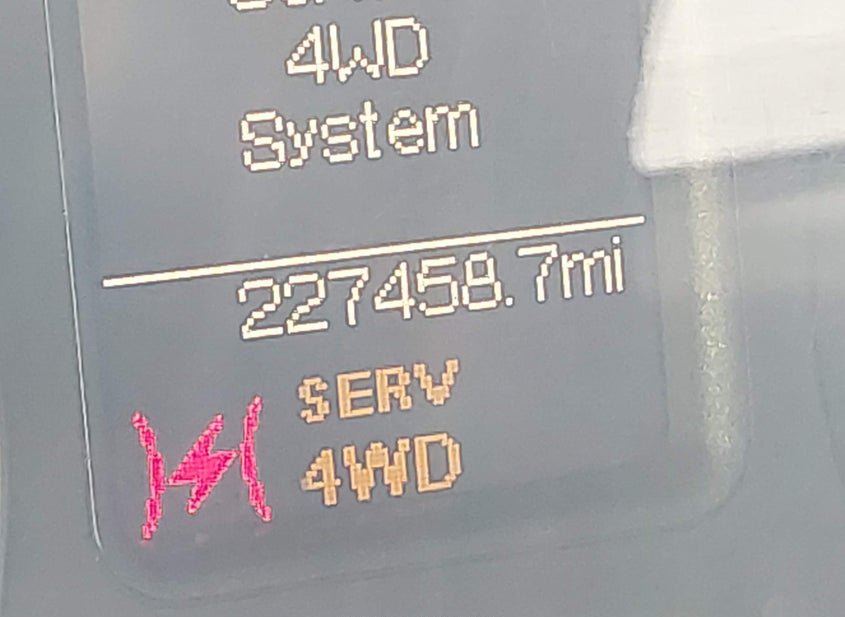 4WD
System
227458.7mi
SERV
4WD